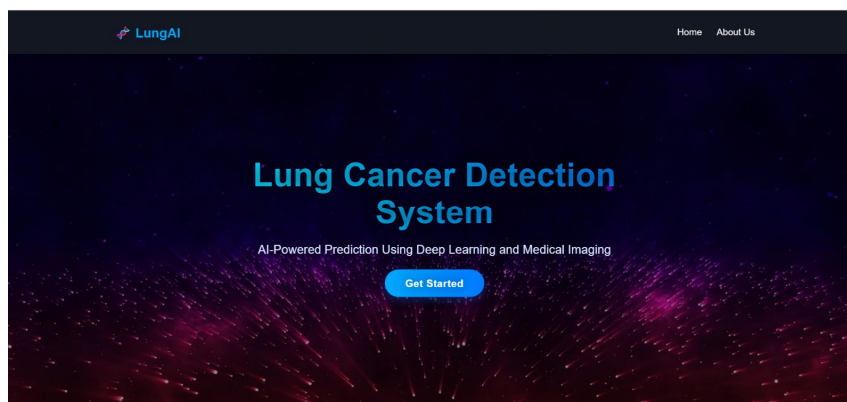 LungAI
Home About Us
Lung Cancer Detection
System
AI-Powered Prediction Using Deep Learning and Medical Imaging
Get Started